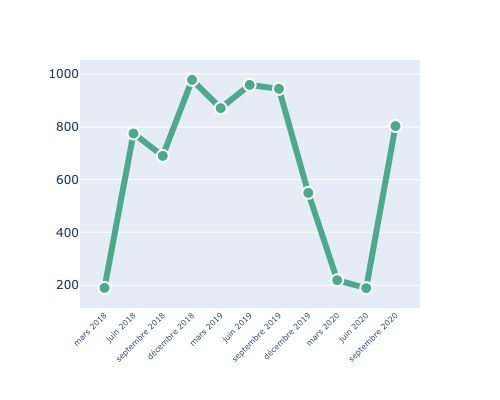 1000
800
600
400
200
mars 2018
juin 2018
septembre 2018
décembre 2018
mars 2019
juin 2019
septembre 2019
décembre 2019
mars 2020
juin 2020
septembre 2020